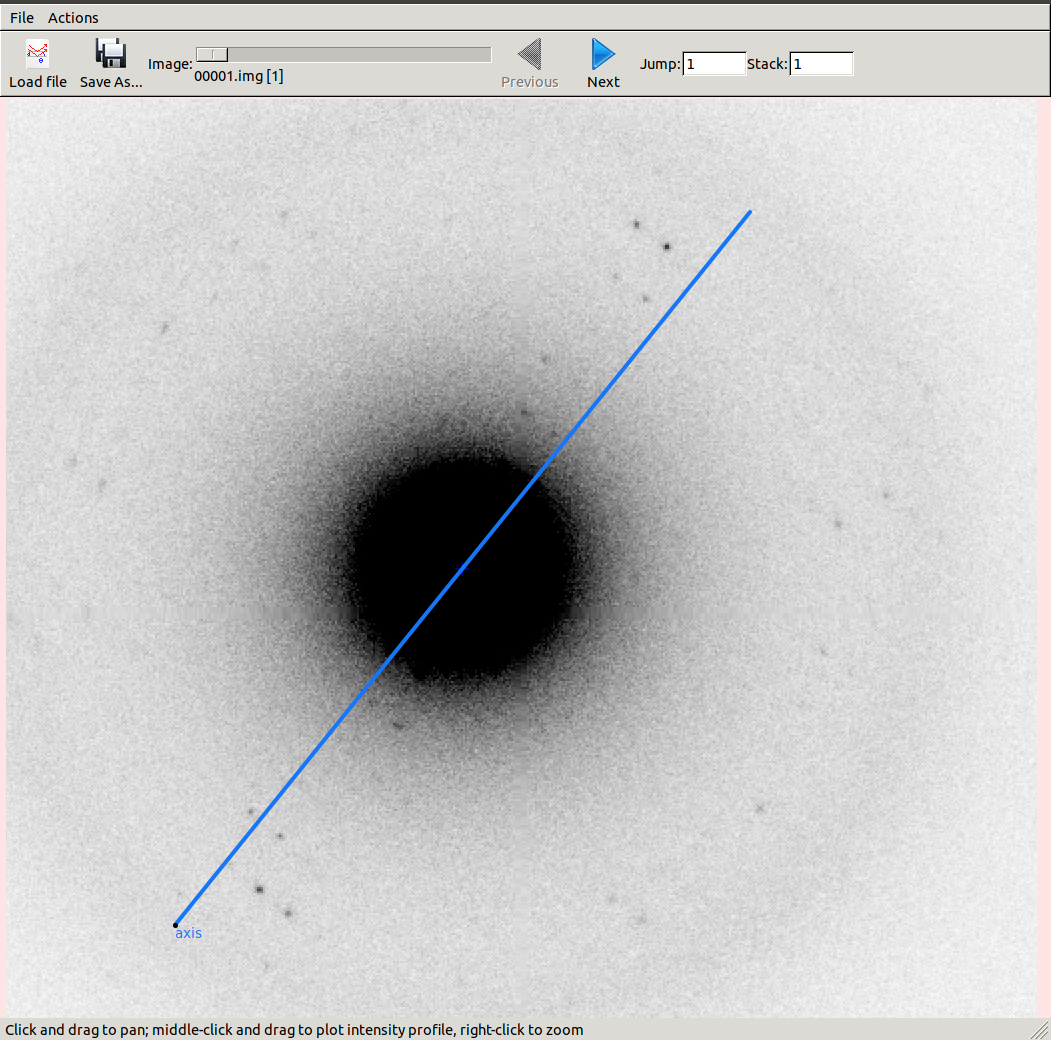 File Actions
Load file Save As... Image: 00001.img [1] Previous Next Jump: 1 Stack: 1
axis
Click and drag to pan; middle-click and drag to plot intensity profile, right-click to zoom